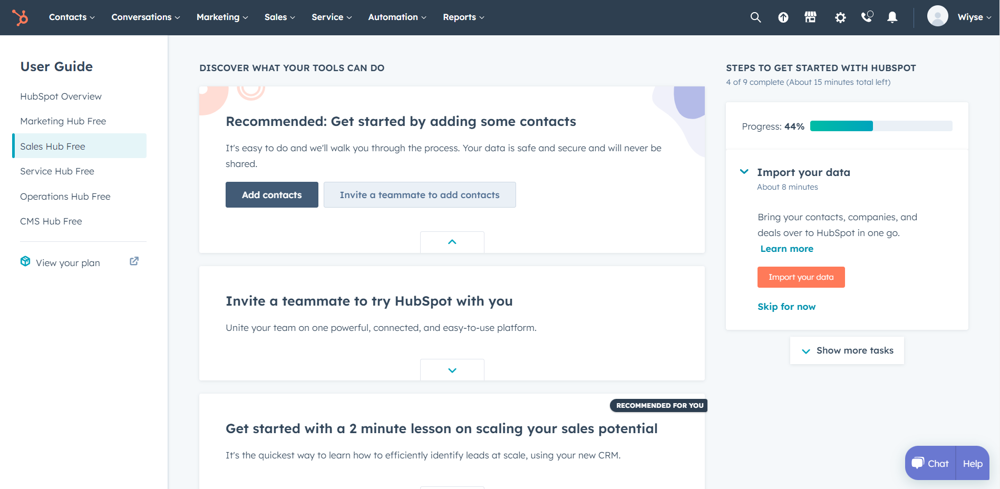 Contacts
Conversations
Marketing
Sales
Service
Automation
Reports
Wiyse
User Guide
HubSpot Overview
Marketing Hub Free
Sales Hub Free
Service Hub Free
Operations Hub Free
CMS Hub Free
View your plan
DISCOVER WHAT YOUR TOOLS CAN DO
Recommended: Get started by adding some contacts
It's easy to do and we'll walk you through the process. Your data is safe and secure and will never be
shared.
Add contacts
Invite a teammate to add contacts
Invite a teammate to try HubSpot with you
Unite your team on one powerful, connected, and easy-to-use platform.
RECOMMENDED FOR YOU
Get started with a 2 minute lesson on scaling your sales potential
It's the quickest way to learn how to efficiently identify leads at scale, using your new CRM.
STEPS TO GET STARTED WITH HUBSPOT
4 of 9 complete (About 15 minutes total left)
Progress: 44%
Import your data
About 8 minutes
Bring your contacts, companies, and
deals over to HubSpot in one go.
Learn more
Import your data
Skip for now
Show more tasks
Chat
Help